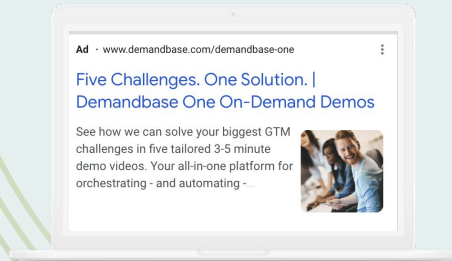 Ad · www.demandbase.com/demandbase-one
Five Challenges. One Solution. |
Demandbase One On-Demand Demos
See how we can solve your biggest GTM
challenges in five tailored 3-5 minute
demo videos. Your all-in-one platform for
orchestrating - and automating -...